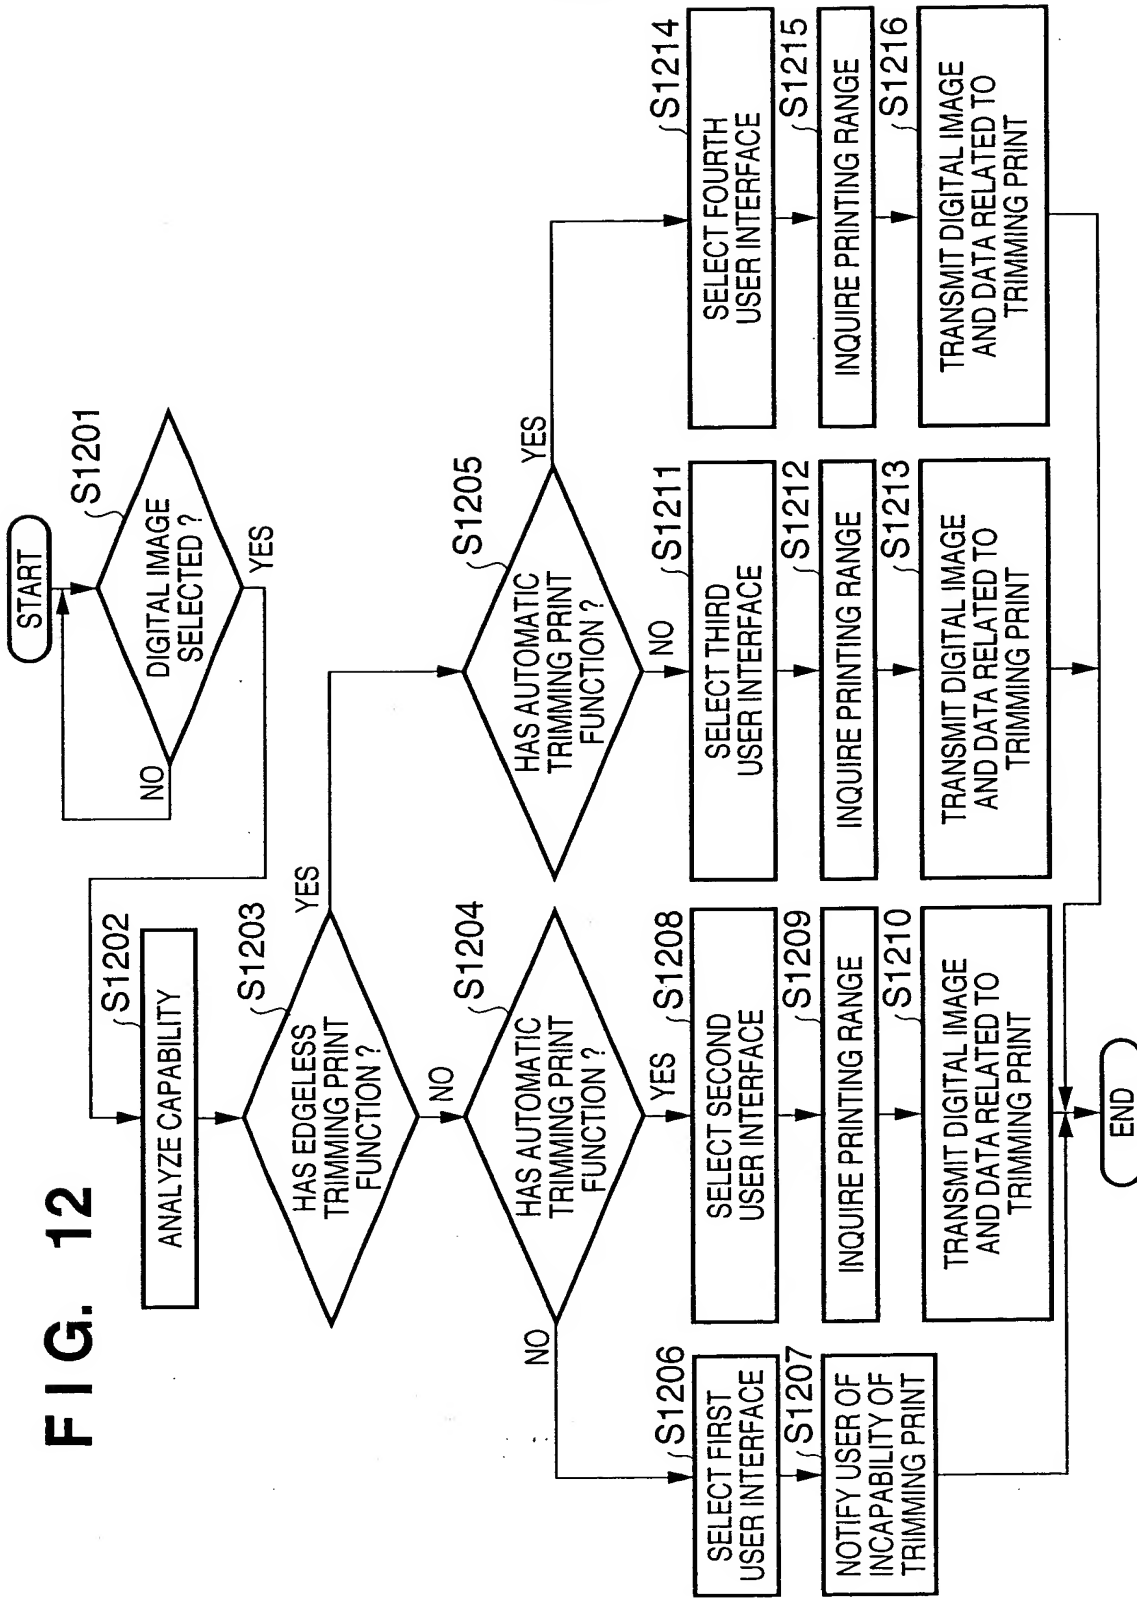 FIG. 12
START
S1201
DIGITAL IMAGE
SELECTED ?
NO
YES
S1202
ANALYZE CAPABILITY
S1203
HAS EDGELESS
TRIMMING PRINT
FUNCTION ?
YES
NO
S1204
HAS AUTOMATIC
TRIMMING PRINT
FUNCTION ?
NO
YES
S1205
HAS AUTOMATIC
TRIMMING PRINT
FUNCTION ?
YES
NO
S1206
SELECT FIRST
USER INTERFACE
S1207
NOTIFY USER OF
INCAPABILITY OF
TRIMMING PRINT
S1208
SELECT SECOND
USER INTERFACE
S1209
INQUIRE PRINTING RANGE
S1210
TRANSMIT DIGITAL IMAGE
AND DATA RELATED TO
TRIMMING PRINT
S1211
SELECT THIRD
USER INTERFACE
S1212
INQUIRE PRINTING RANGE
S1213
TRANSMIT DIGITAL IMAGE
AND DATA RELATED TO
TRIMMING PRINT
S1214
SELECT FOURTH
USER INTERFACE
S1215
INQUIRE PRINTING RANGE
S1216
TRANSMIT DIGITAL IMAGE
AND DATA RELATED TO
TRIMMING PRINT
END